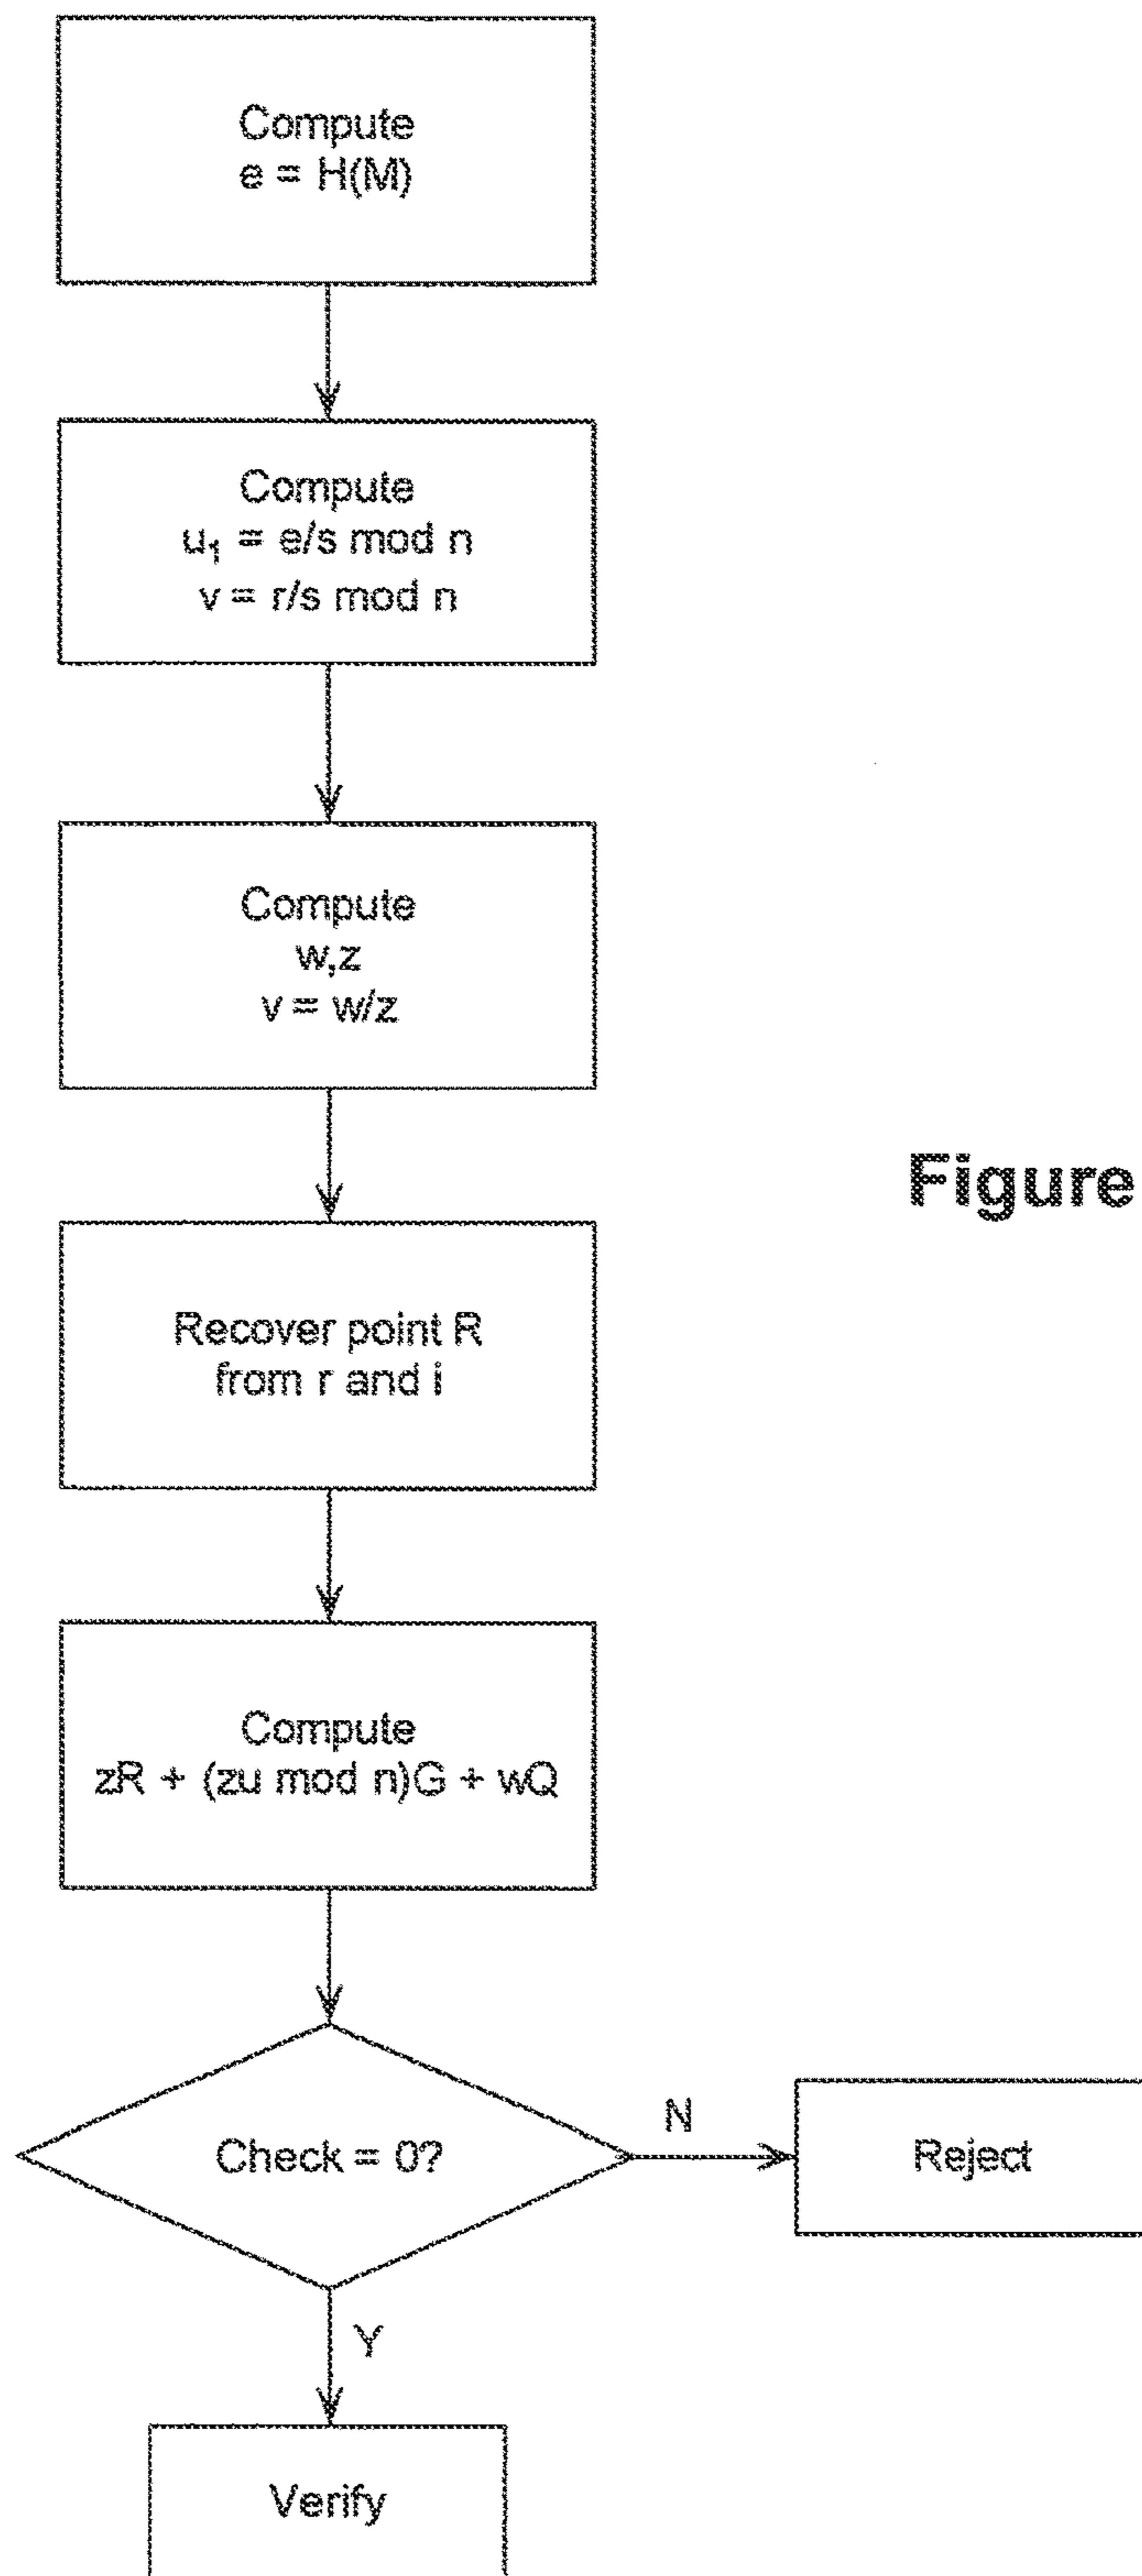 Compute
e = H(M)
Compute
u₁ = e/s mod n
v = r/s mod n
Compute
w,z
v = w/z
Figure
Recover point R
from r and i
Compute
zR + (zu mod n)G + wQ
Check = 0?
N
Reject
Y
Verify